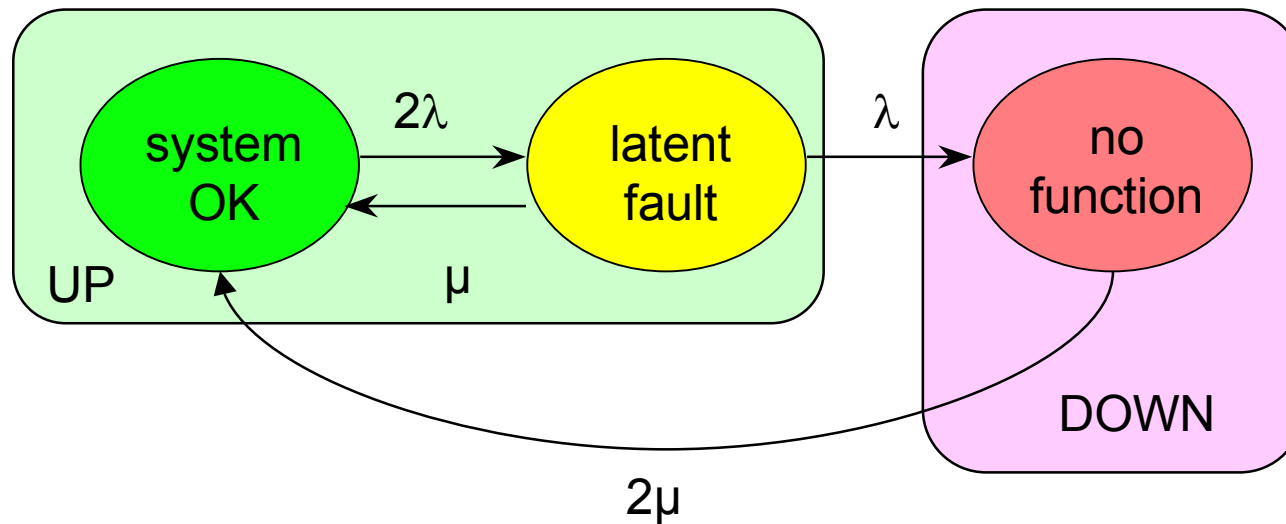 system
OK
2λ
latent
fault
λ
no
function
UP
μ
DOWN
2μ